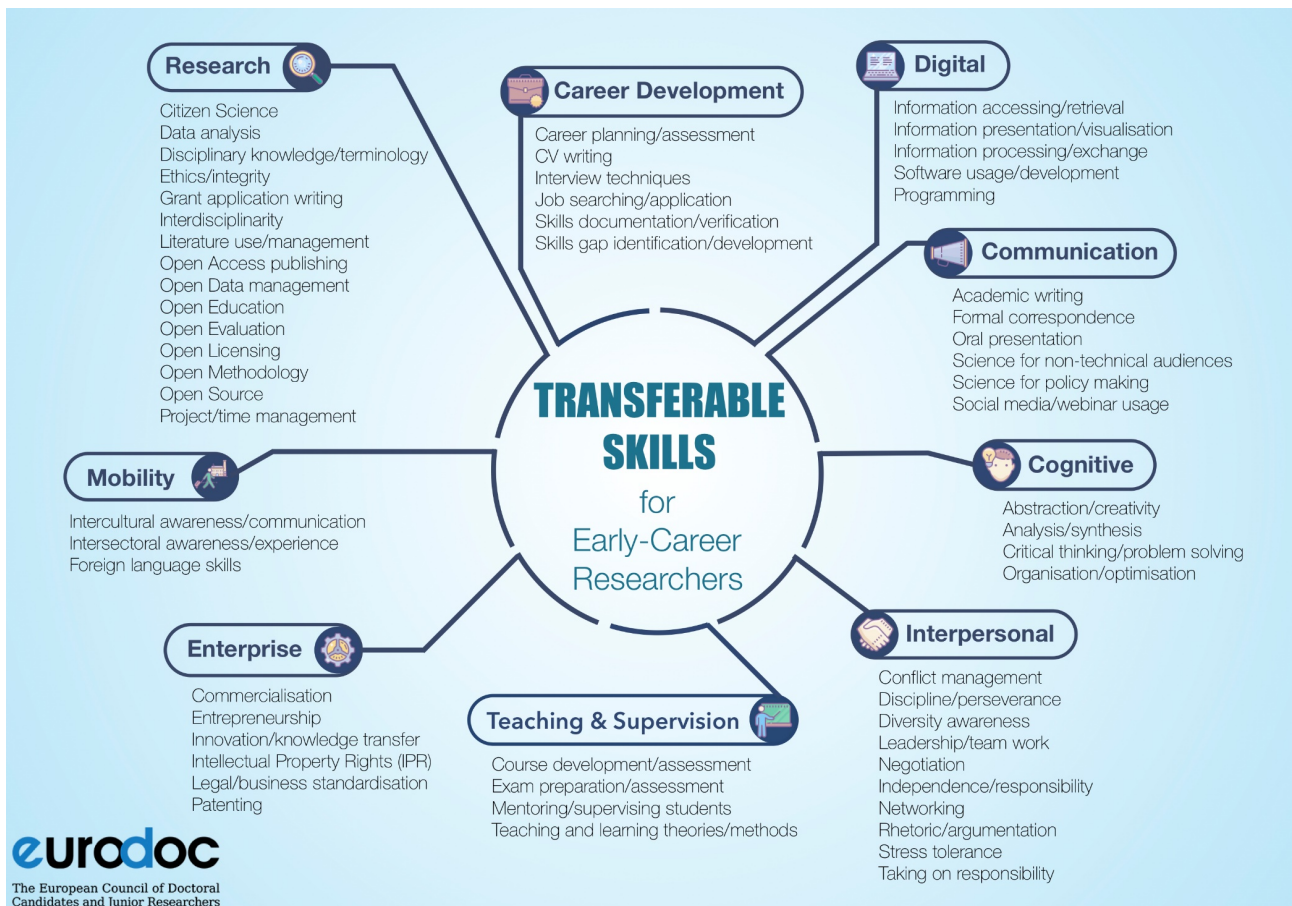 Research
Citizen Science
Data analysis
Disciplinary knowledge/terminology
Ethics/integrity
Grant application writing
Interdisciplinarity
Literature use/management
Open Access publishing
Open Data management
Open Education
Open Evaluation
Open Licensing
Open Methodology
Open Source
Project/time management
Career Development
Career planning/assessment
CV writing
Interview techniques
Job searching/application
Skills documentation/verification
Skills gap identification/development
Digital
Information accessing/retrieval
Information presentation/visualisation
Information processing/exchange
Software usage/development
Programming
Communication
Academic writing
Formal correspondence
Oral presentation
Science for non-technical audiences
Science for policy making
Social media/webinar usage
TRANSFERABLE
SKILLS
for
Early-Career
Researchers
Mobility
Intercultural awareness/communication
Intersectoral awareness/experience
Foreign language skills
Cognitive
Abstraction/creativity
Analysis/synthesis
Critical thinking/problem solving
Organisation/optimisation
Enterprise
Commercialisation
Entrepreneurship
Innovation/knowledge transfer
Intellectual Property Rights (IPR)
Legal/business standardisation
Patenting
Teaching & Supervision
Course development/assessment
Exam preparation/assessment
Mentoring/supervising students
Teaching and learning theories/methods
Interpersonal
Conflict management
Discipline/perseverance
Diversity awareness
Leadership/team work
Negotiation
Independence/responsibility
Networking
Rhetoric/argumentation
Stress tolerance
Taking on responsibility
eurodoc
The European Council of Doctoral
Candidates and Junior Researchers